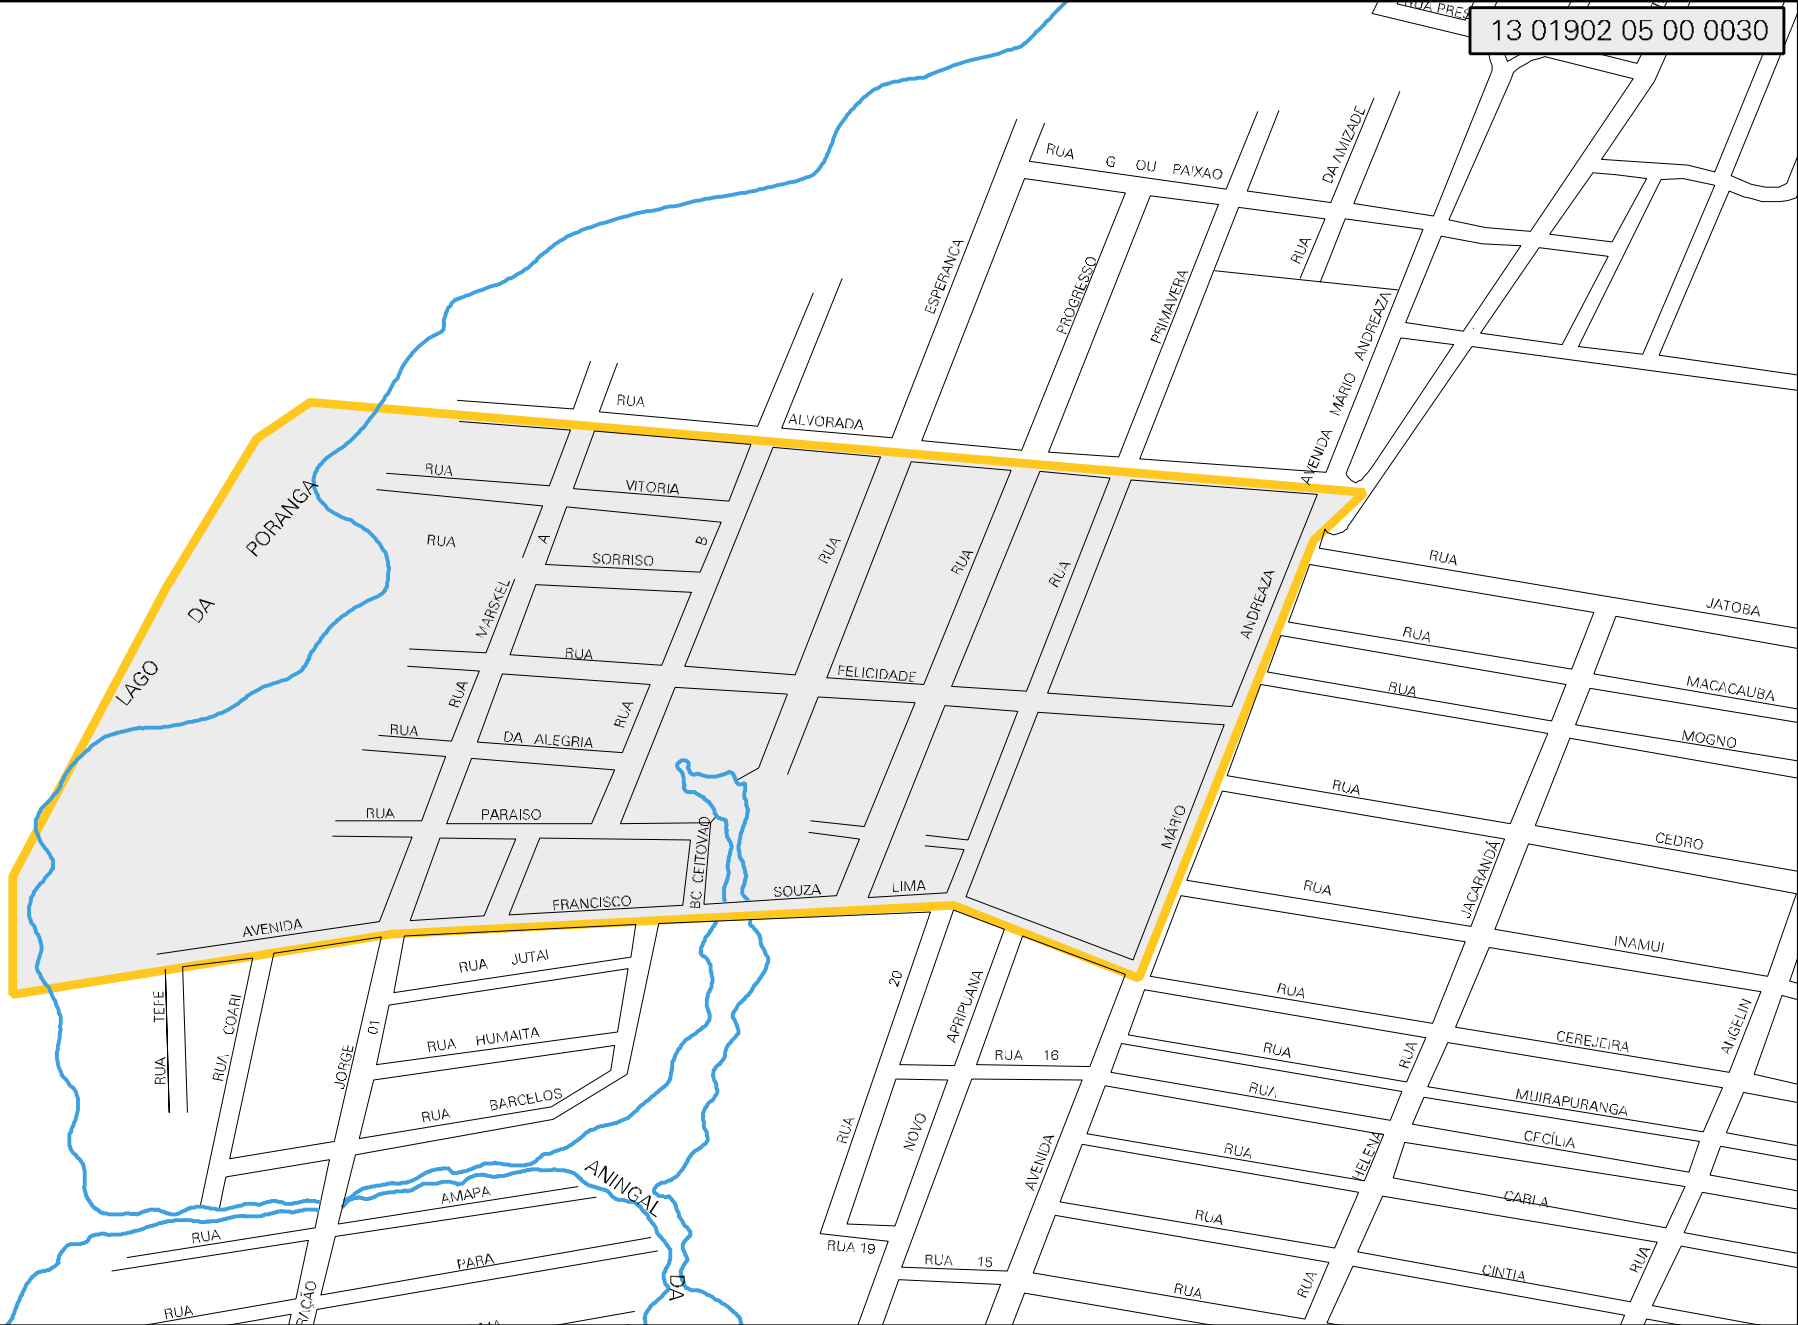 RUA PRES
13 01902 05 00 0030
DA AMIZADE
RUA G OU PAIXAO
ESPERANCA
PROGRESSO
PRIMAVERA
RUA
AVENIDA MÁRIO ANDREAZA
RUA
ALVORADA
RUA
VITORIA
LAGO DA PORANGA
RUA
A
SORRISO
B
RUA
RUA
RUA
RUA
JATOBA
MARSKEL
RUA
ANDREAZA
RUA
RUA
FELICIDADE
RUA
MACACAUBA
RUA
RUA
RUA
DA ALEGRIA
MOGNO
RUA
PARAISO
RUA
CEDRO
MÁRIO
BC CEITOVAO
JACARANDÁ
AVENIDA
FRANCISCO
SOUZA
LIMA
RUA
INAMUI
RUA JUTAI
20
APRIPUANA
RUA
RUA TEFE
RUA COARI
JORGE
01
RUA HUMAITA
RUA 16
RUA
RUA
CEREJEIRA
ANGELIN
RUA BARCELOS
RUA
MUIRAPURANGA
RUA
NOVO
AVENIDA
RUA
HELENA
CECÍLIA
ANINGAL
DA
AMAPA
CARLA
RUA
RUA 19
RUA 15
RUA
PARA
CINTIA
RUA
RUA
RUA
RUA
RAÇÃO